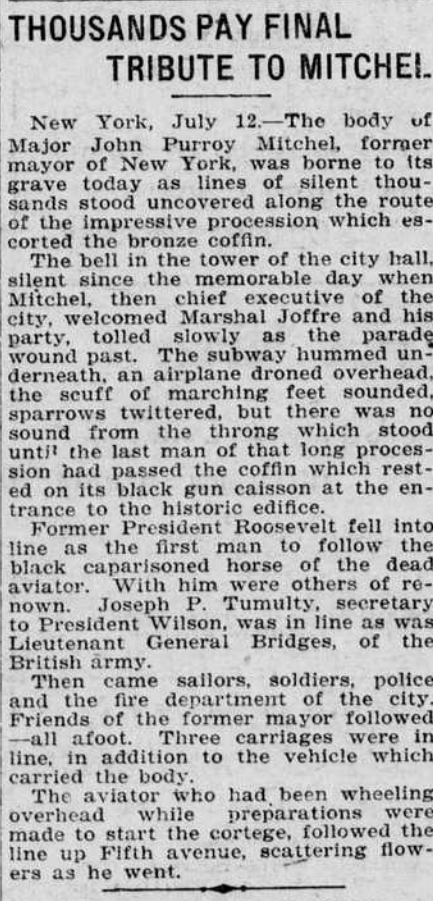 THOUSANDS PAY FINAL
TRIBUTE TO MITCHEL
New York, July 12.—The body of
Major John Purroy Mitchel, former
mayor of New York, was borne to its
grave today as lines of silent thou-
sands stood uncovered along the route
of the impressive procession which es-
corted the bronze coffin.
The bell in the tower of the city hall,
silent since the memorable day when
Mitchel, then chief executive of the
city, welcomed Marshal Joffre and his
party, tolled slowly as the parade
wound past. The subway hummed un-
derneath, an airplane droned overhead,
the scuff of marching feet sounded,
sparrows twittered, but there was no
sound from the throng which stood
until the last man of that long proces-
sion had passed the coffin which rest-
ed on its black gun caisson at the en-
trance to the historic edifice.
Former President Roosevelt fell into
line as the first man to follow the
black caparisoned horse of the dead
aviator. With him were others of re-
nown. Joseph P. Tumulty, secretary
to President Wilson, was in line as was
Lieutenant General Bridges, of the
British army.
Then came sailors, soldiers, police
and the fire department of the city.
Friends of the former mayor followed
—all afoot. Three carriages were in
line, in addition to the vehicle which
carried the body.
The aviator who had been wheeling
overhead while preparations were
made to start the cortege, followed the
line up Fifth avenue, scattering flow-
ers as he went.